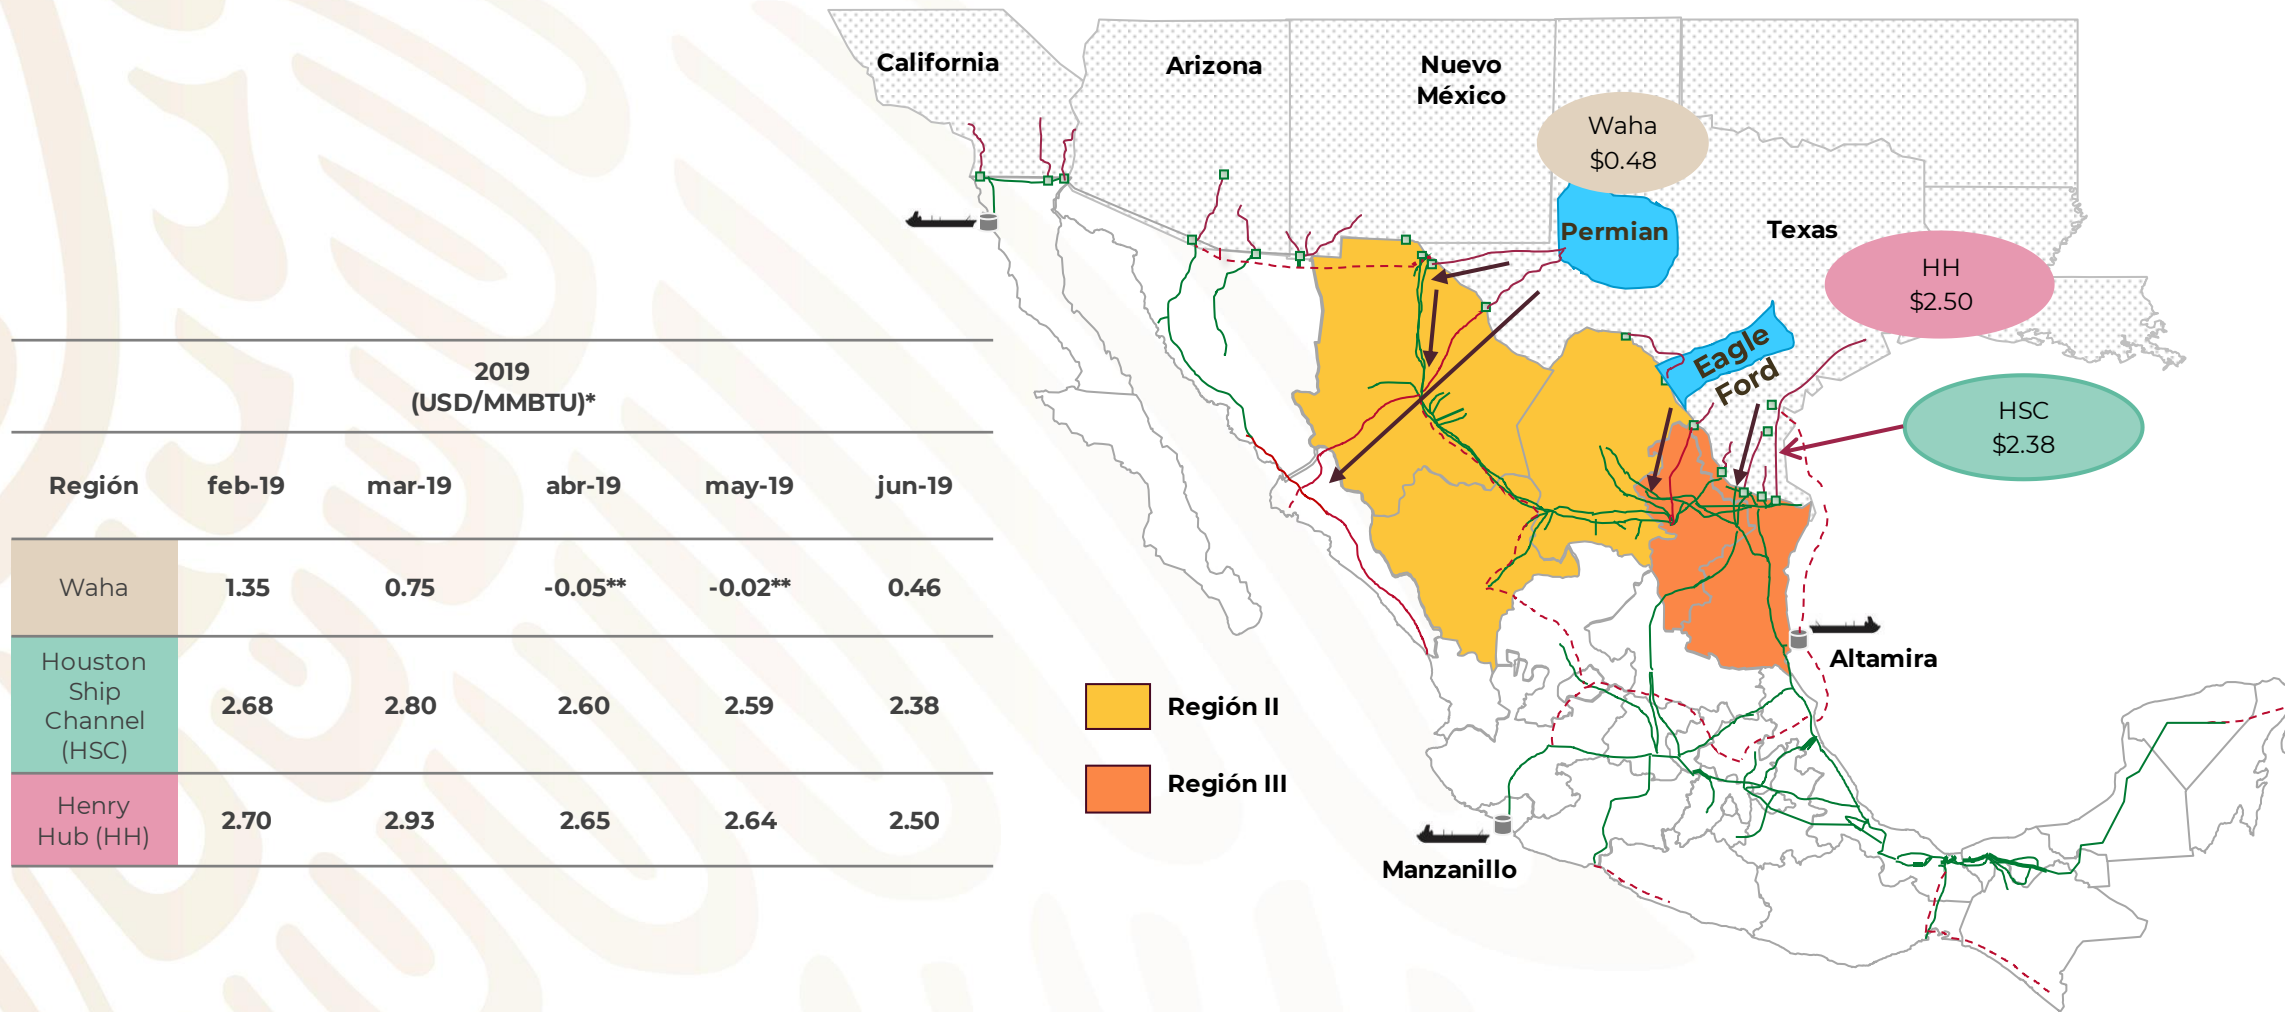 2019
(USD/MMBTU)*
Región feb-19 mar-19 abr-19 may-19 jun-19
Waha 1.35 0.75 -0.05** -0.02** 0.46
Houston
Ship
Channel
(HSC)
2.68 2.80 2.60 2.59 2.38
Henry
Hub (HH)
2.70 2.93 2.65 2.64 2.50
California
Arizona
Nuevo
México
Waha
$0.48
Permian
Texas
HH
$2.50
Eagle
Ford
HSC
$2.38
Altamira
Región II
Región III
Manzanillo